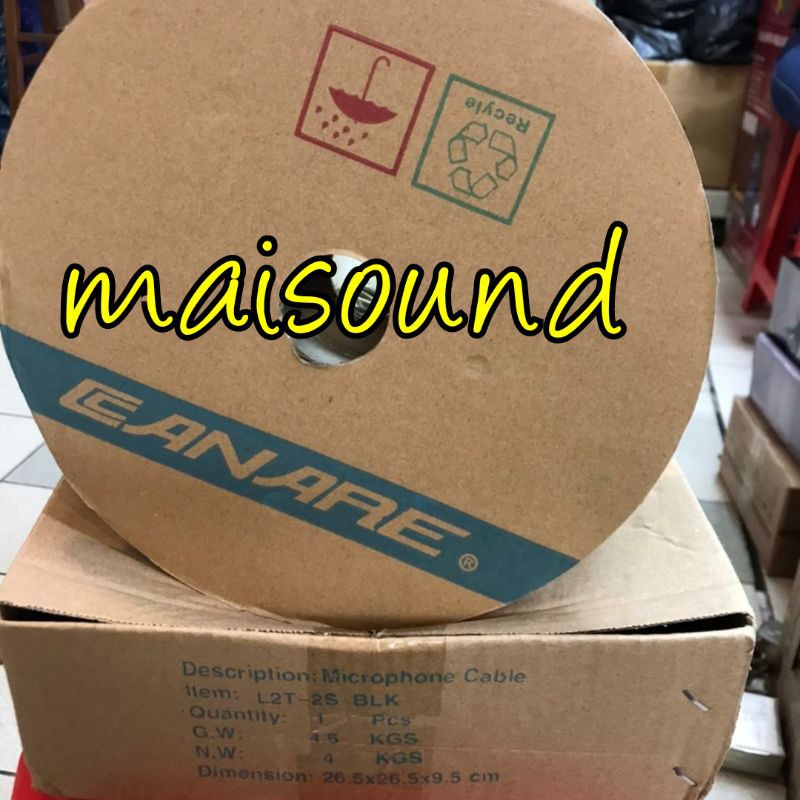 Recyle
maisound
CANARE®
Description: Microphone Cable
Item: L2T-2S BLK
Quantity: 1 Pcs
G.W: 4.5 KGS
N.W: 4 KGS
Dimension: 26.5x26.5x9.5 cm